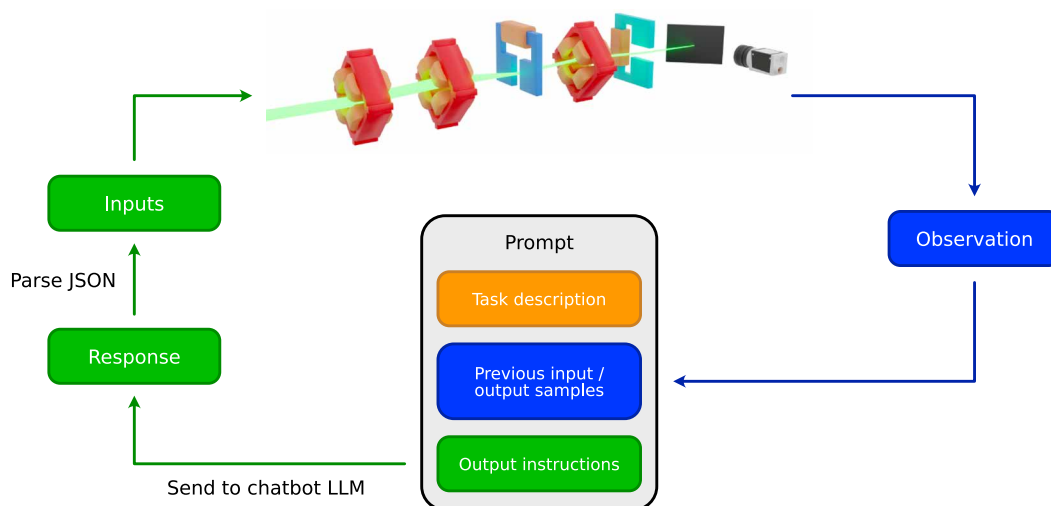 Inputs
Parse JSON
Response
Send to chatbot LLM
Prompt
Task description
Previous input /
output samples
Output instructions
Observation